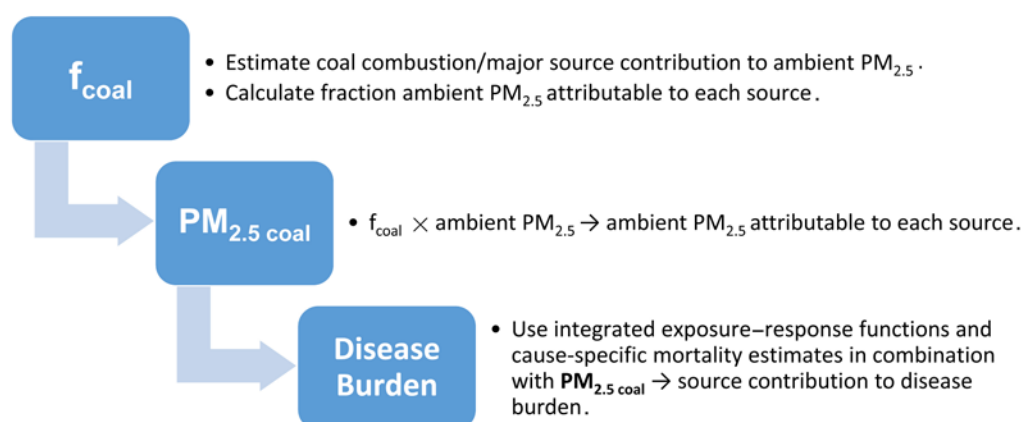 f_coal
• Estimate coal combustion/major source contribution to ambient PM₂.₅.
• Calculate fraction ambient PM₂.₅ attributable to each source.
PM₂.₅ coal
• f_coal × ambient PM₂.₅ → ambient PM₂.₅ attributable to each source.
Disease
Burden
• Use integrated exposure–response functions and
cause-specific mortality estimates in combination
with PM₂.₅ coal → source contribution to disease
burden.